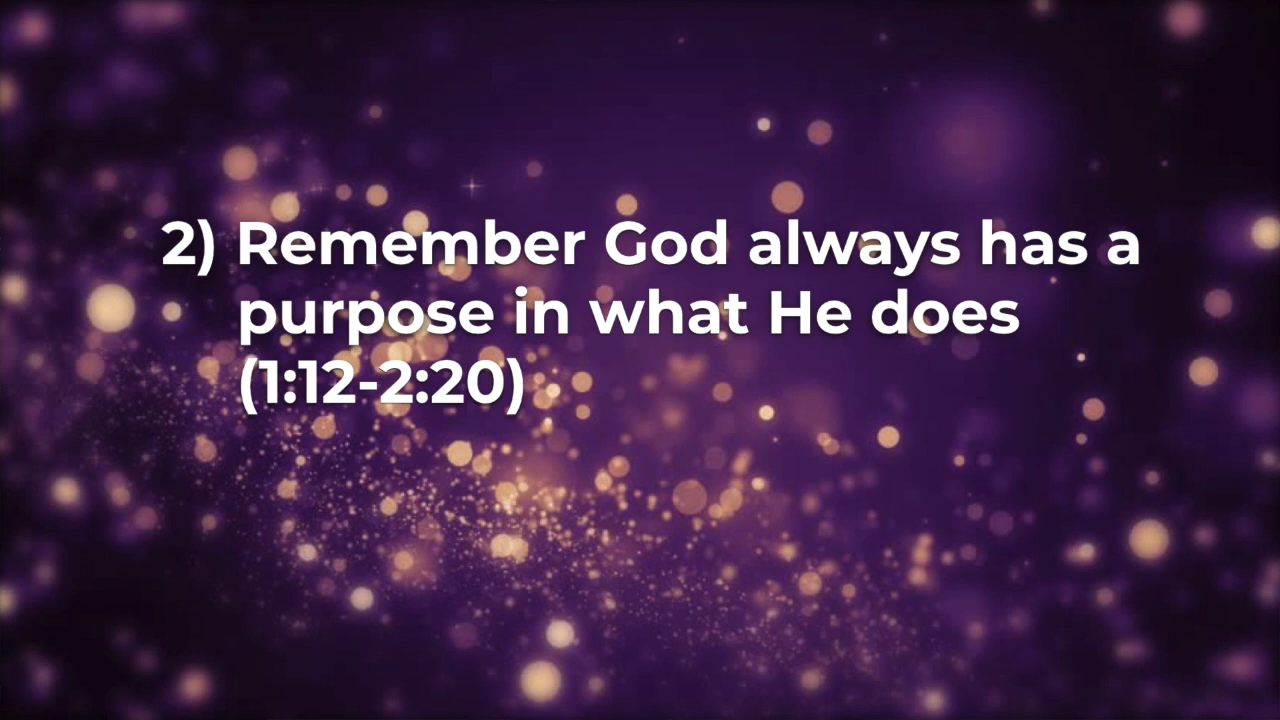 2) Remember God always has a
purpose in what He does
(1:12-2:20)